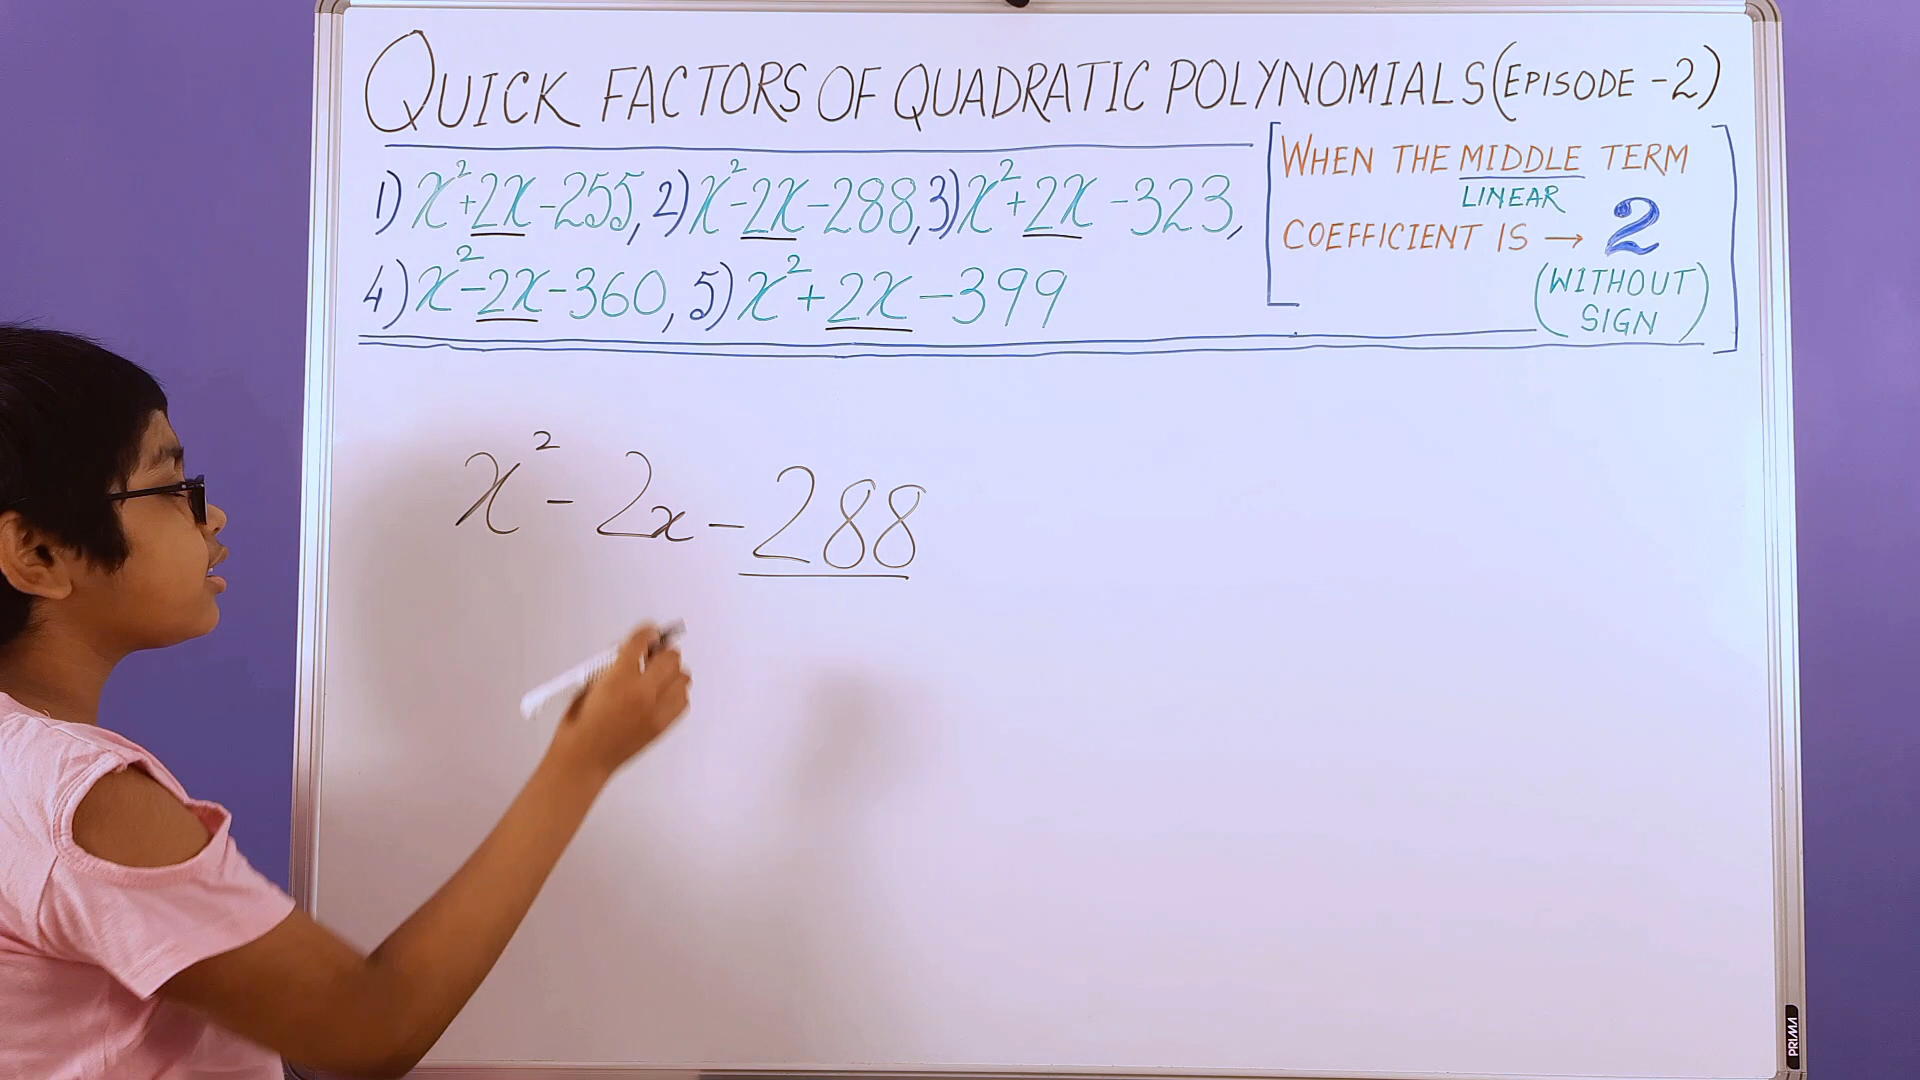 QUICK FACTORS OF QUADRATIC POLYNOMIALS (EPISODE -2)
1) x²+2x-255, 2) x²-2x-288, 3) x²+2x-323,
4) x²-2x-360, 5) x²+2x-399
WHEN THE MIDDLE TERM
LINEAR
COEFFICIENT IS → 2
(WITHOUT
SIGN)
x²-2x-288
PRIMA